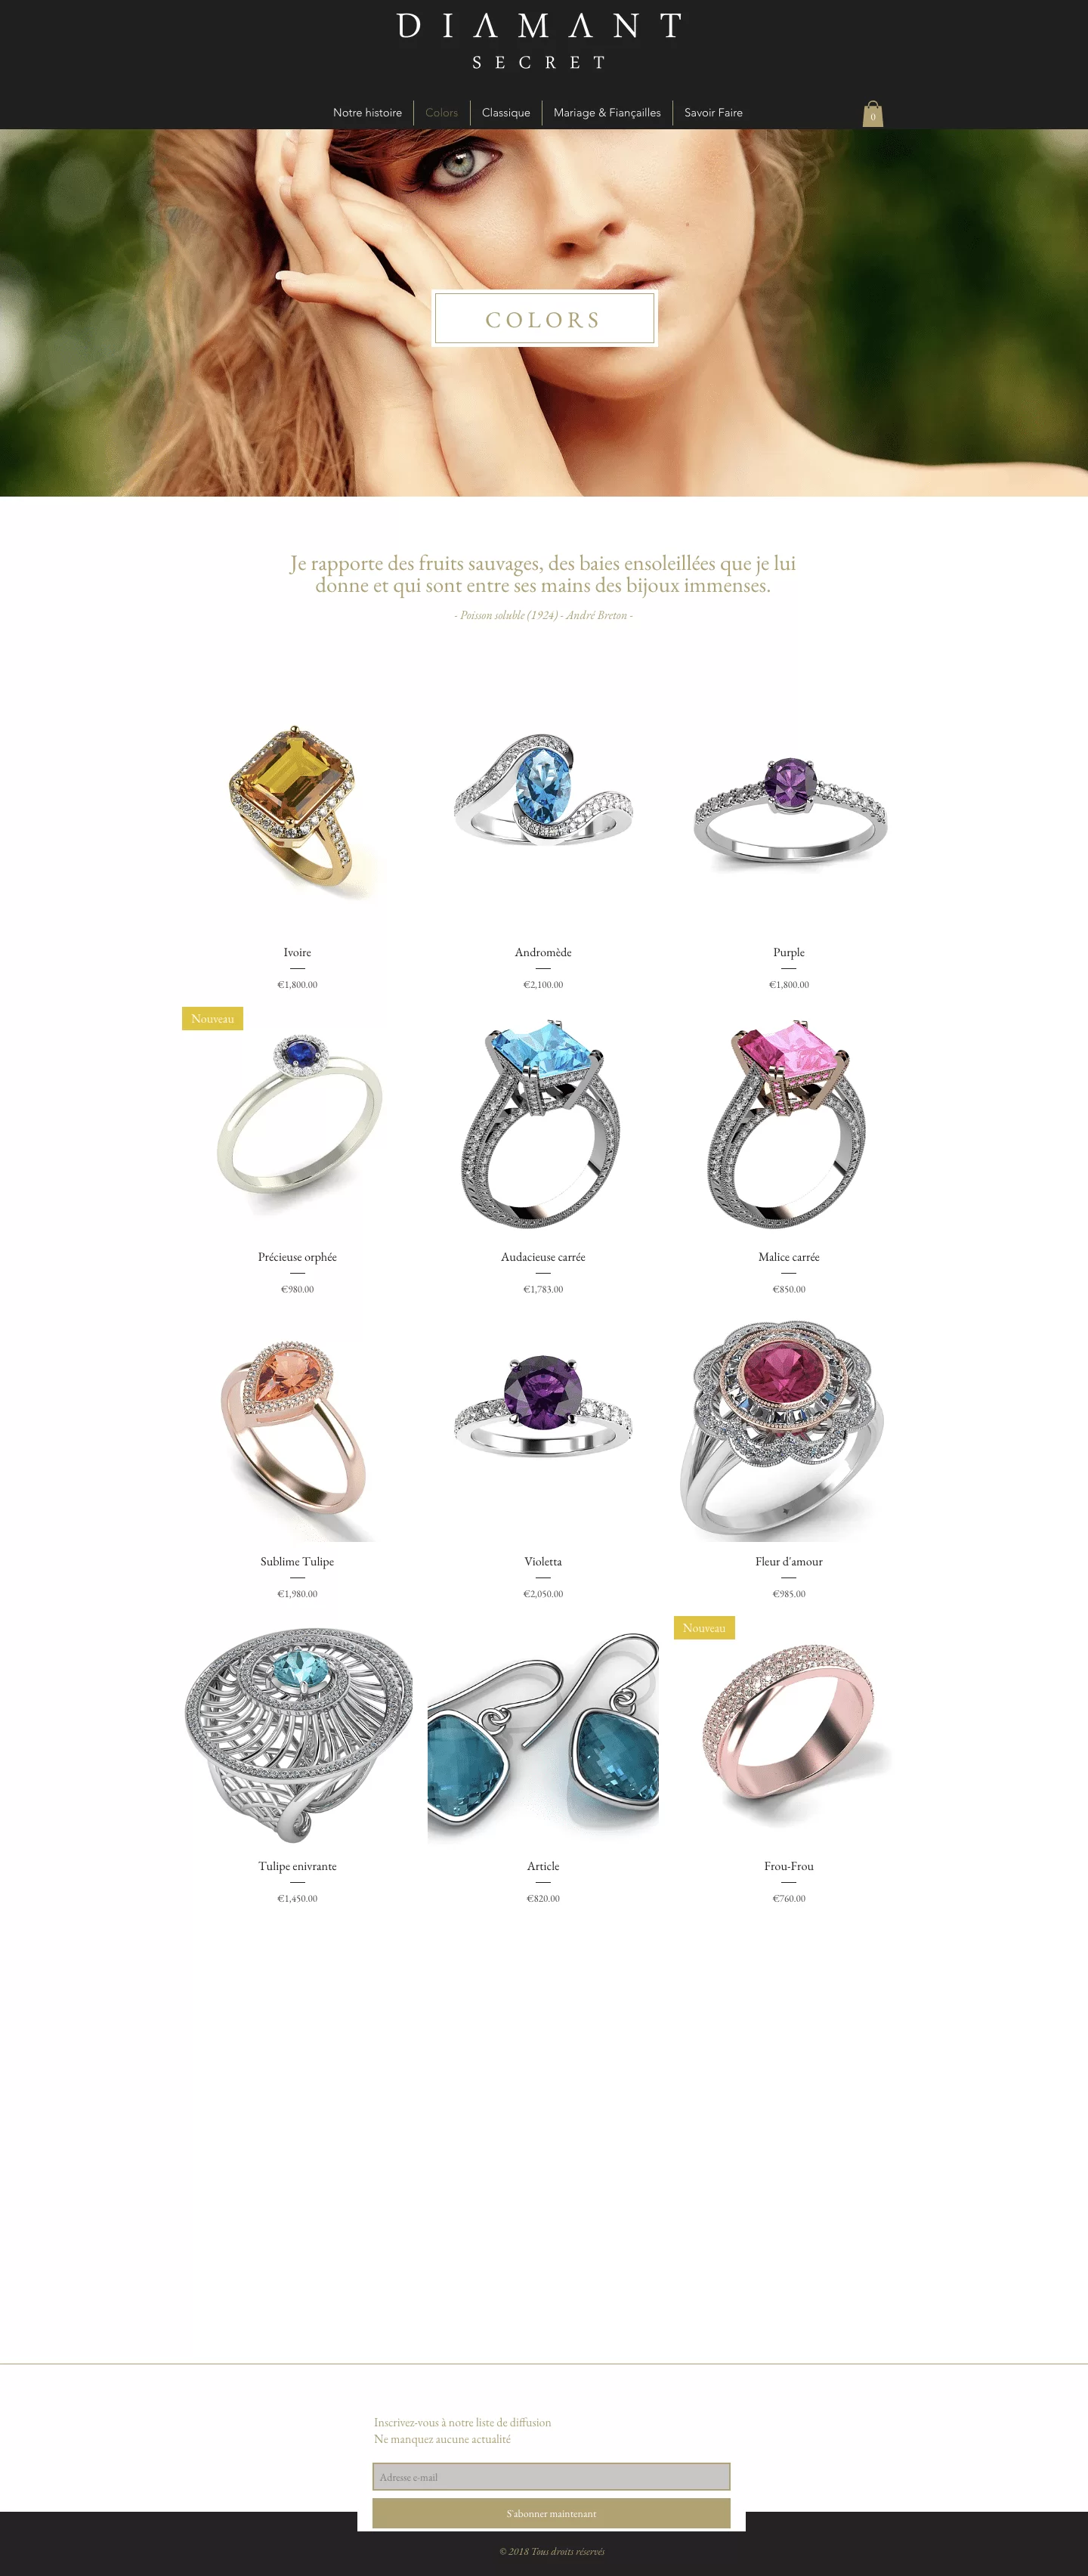 DIAMANT
SECRET
Notre histoire
Colors
Classique
Mariage & Fiançailles
Savoir Faire
0
COLORS
Je rapporte des fruits sauvages, des baies ensoleillées que je lui
donne et qui sont entre ses mains des bijoux immenses.
- Poisson soluble (1924) - André Breton -
Ivoire
€1,800.00
Andromède
€2,100.00
Purple
€1,800.00
Nouveau
Précieuse orphée
€980.00
Audacieuse carrée
€1,783.00
Malice carrée
€850.00
Sublime Tulipe
€1,980.00
Violetta
€2,050.00
Fleur d'amour
€985.00
Tulipe enivrante
€1,450.00
Article
€820.00
Nouveau
Frou-Frou
€760.00
Inscrivez-vous à notre liste de diffusion
Ne manquez aucune actualité
Adresse e-mail
S'abonner maintenant
© 2018 Tous droits réservés